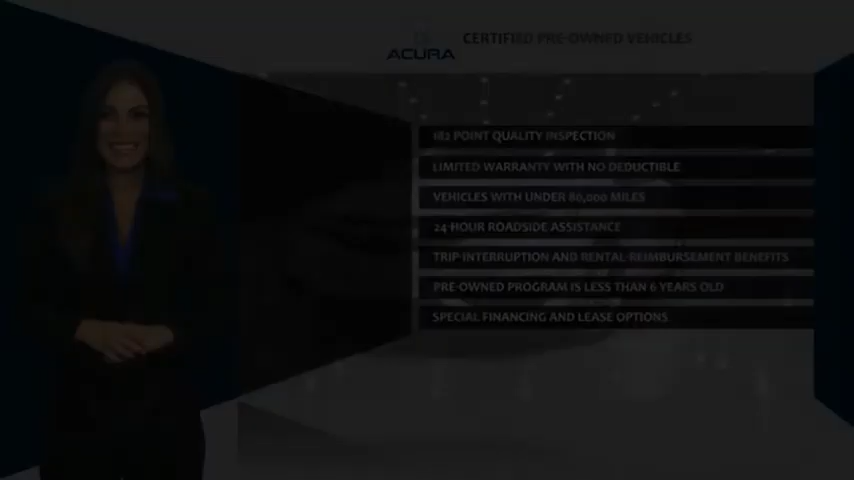 ACURA
CERTIFIED PRE-OWNED VEHICLES
182 POINT QUALITY INSPECTION
LIMITED WARRANTY WITH NO DEDUCTIBLE
VEHICLES WITH UNDER 80,000 MILES
24-HOUR ROADSIDE ASSISTANCE
TRIP INTERRUPTION AND RENTAL REIMBURSEMENT BENEFITS
PRE-OWNED PROGRAM IS LESS THAN 6 YEARS OLD
SPECIAL FINANCING AND LEASE OPTIONS